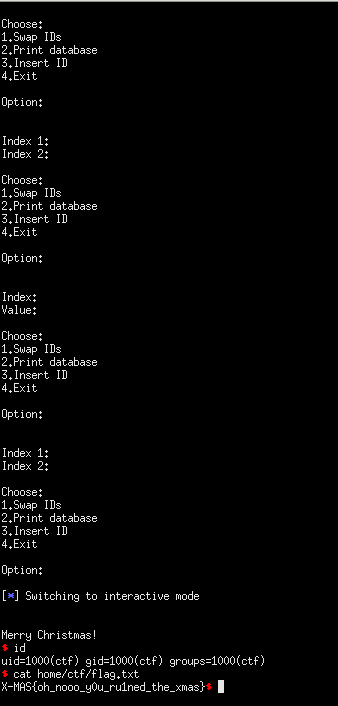 Choose:
1.Swap IDs
2.Print database
3.Insert ID
4.Exit
Option:
Index 1:
Index 2:
Choose:
1.Swap IDs
2.Print database
3.Insert ID
4.Exit
Option:
Index:
Value:
Choose:
1.Swap IDs
2.Print database
3.Insert ID
4.Exit
Option:
Index 1:
Index 2:
Choose:
1.Swap IDs
2.Print database
3.Insert ID
4.Exit
Option:
[*] Switching to interactive mode
Merry Christmas!
$ id
uid=1000(ctf) gid=1000(ctf) groups=1000(ctf)
$ cat home/ctf/flag.txt
X-MAS{oh_nooo_y0u_ru1ned_the_xmas}$